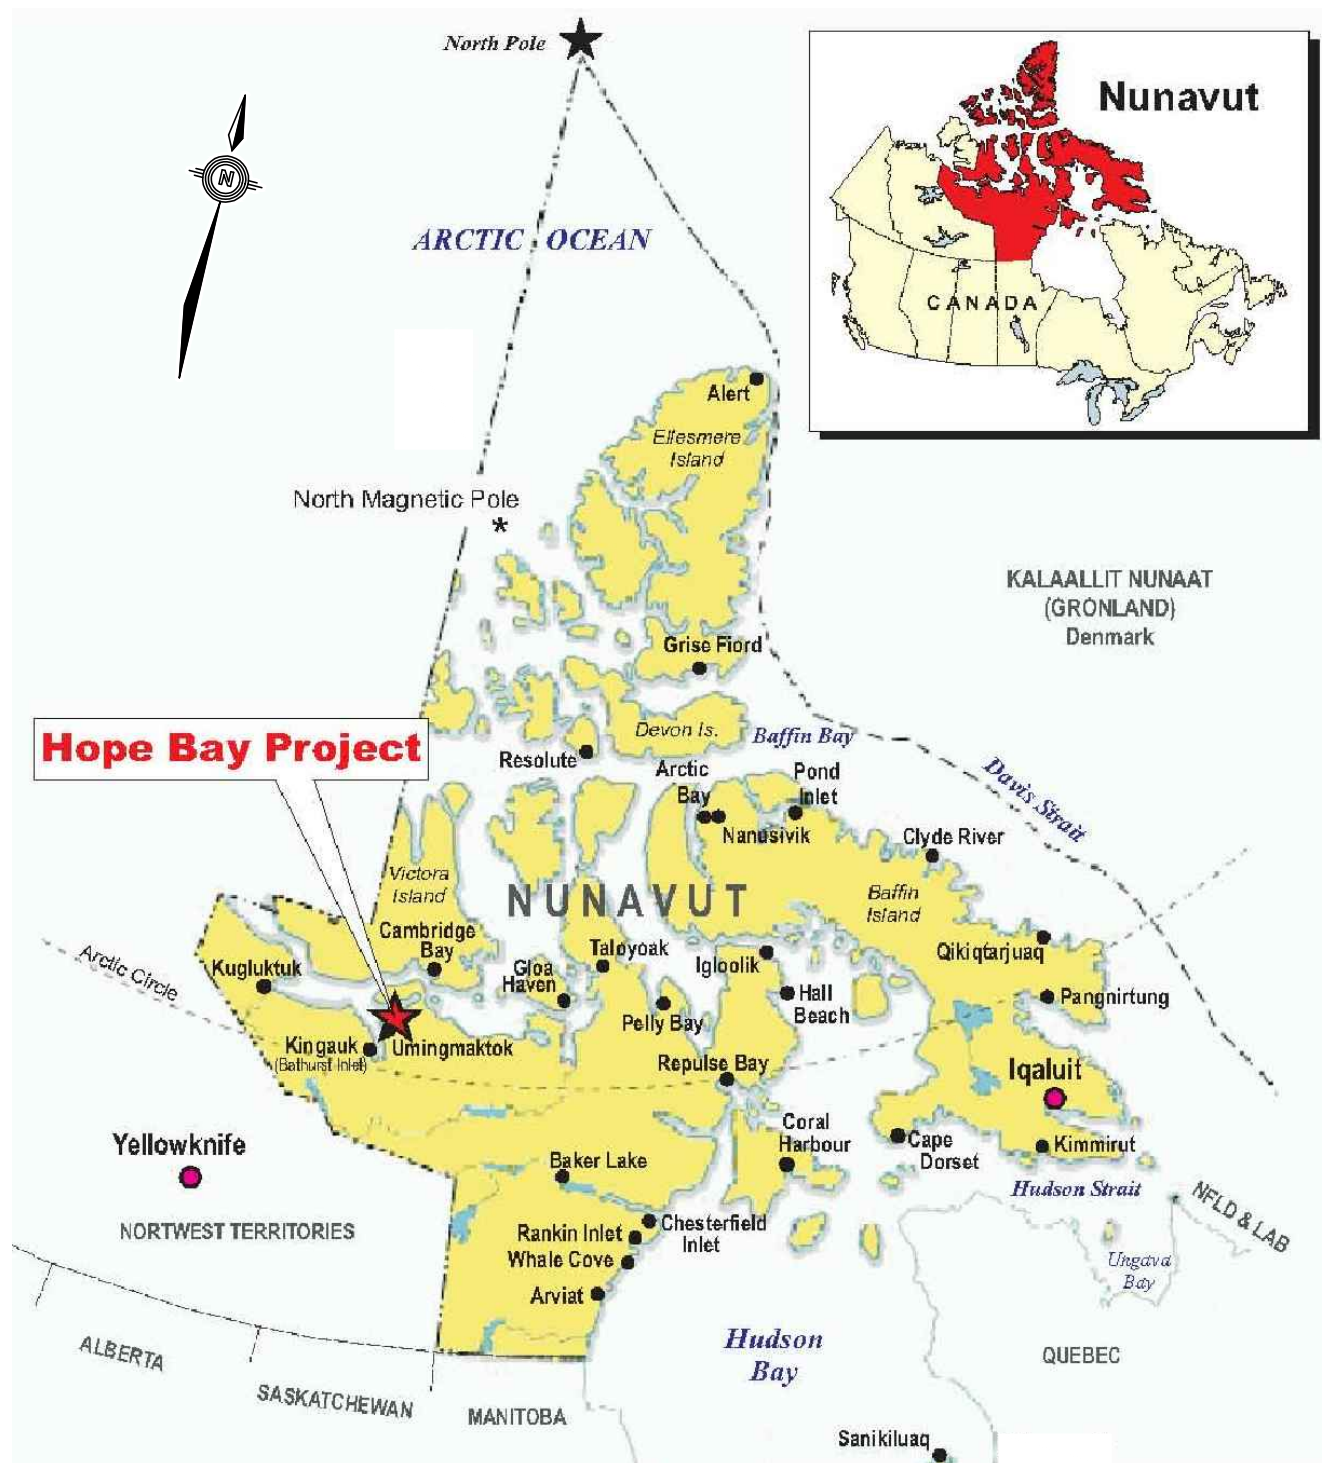 North Pole
Nunavut
N
ARCTIC OCEAN
CANADA
Alert
Ellesmere
Island
North Magnetic Pole
*
KALAALLIT NUNAAT
(GRONLAND)
Denmark
Grise Fiord
Hope Bay Project
Devon Is.
Baffin Bay
Resolute
Arctic
Bay
Pond
Inlet
Davis Strait
Nanusivik
Clyde River
Victora
Island
NUNAVUT
Baffin
Island
Cambridge
Bay
Arctic Circle
Kugluktuk
Taloyoak
Gloa
Haven
Igloolik
Qikiqtarjuaq
Hall
Beach
Pangnirtung
Pelly Bay
Kingauk
(Bathurst Inlet)
Umingmaktok
Repulse Bay
Iqaluit
Yellowknife
Coral
Harbour
Cape
Dorset
Kimmirut
Baker Lake
Hudson Strait
NORTWEST TERRITORIES
Chesterfield
Inlet
Rankin Inlet
Whale Cove
NFLD & LAB
Ungava
Bay
Arviat
ALBERTA
Hudson
Bay
QUEBEC
SASKATCHEWAN
MANITOBA
Sanikiluaq